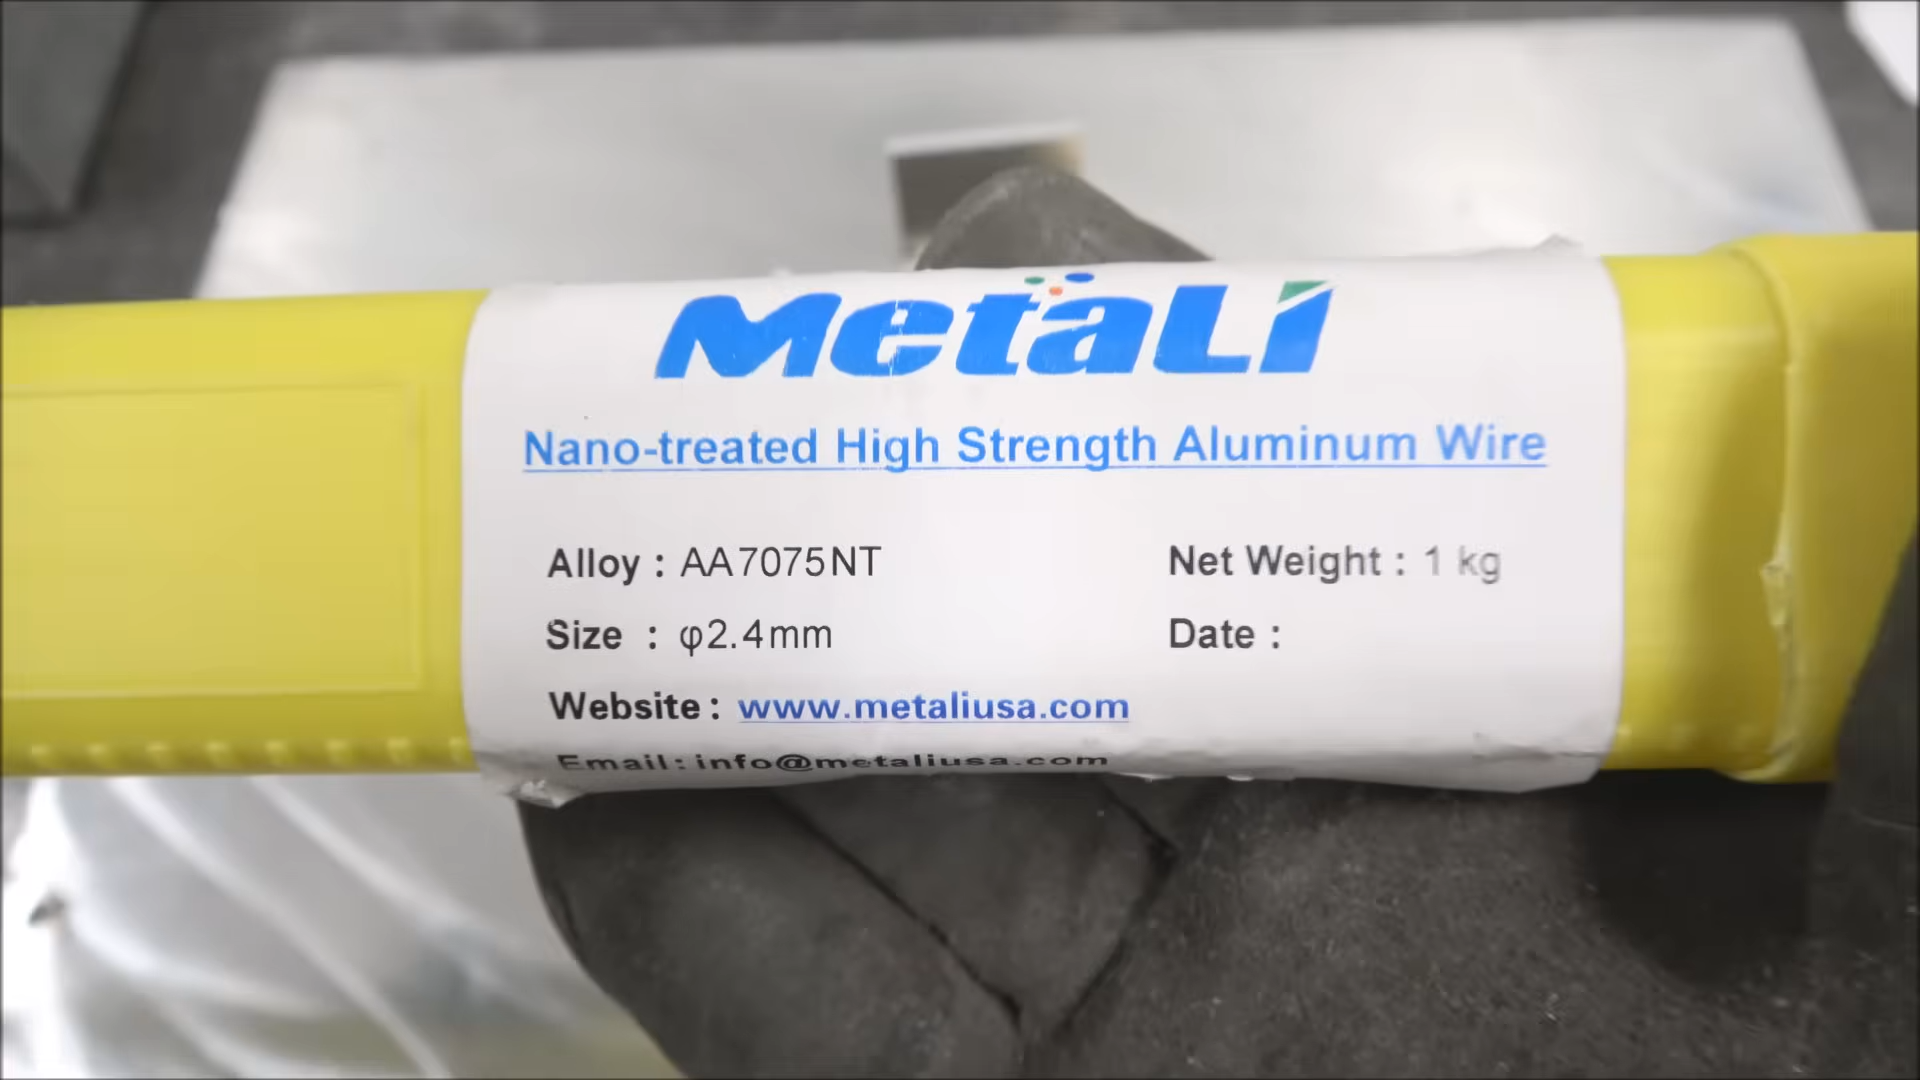 MetaLi
Nano-treated High Strength Aluminum Wire
Alloy : AA7075NT
Net Weight : 1 kg
Size : φ2.4mm
Date :
Website : www.metaliusa.com
Email : info@metaliusa.com